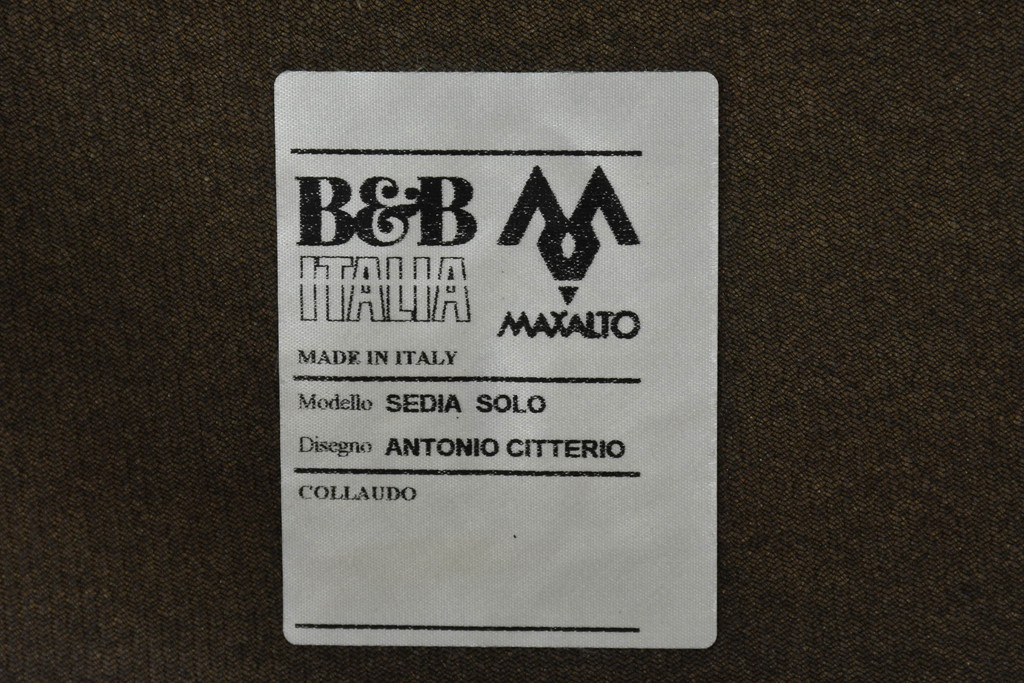 B&B
ITALIA
MAXALTO
MADE IN ITALY
Modello SEDIA SOLO
Disegno ANTONIO CITTERIO
COLLAUDO